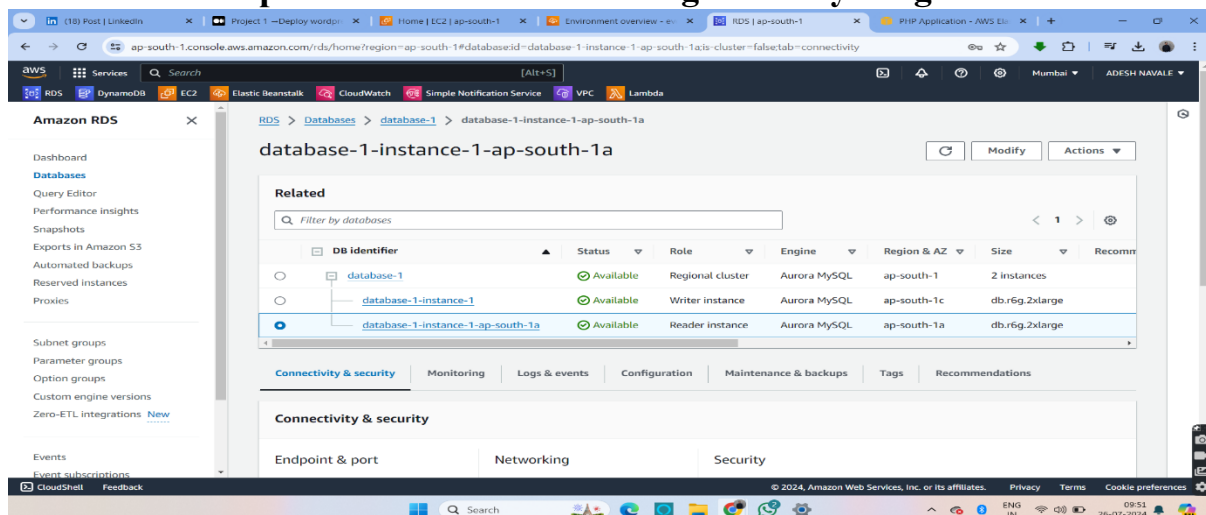 (18) Post | LinkedIn
Project 1 —Deploy wordpr
Home | EC2 | ap-south-1
Environment overview - ev
RDS | ap-south-1
PHP Application - AWS Ela
ap-south-1.console.aws.amazon.com/rds/home?region=ap-south-1#database:id=database-1-instance-1-ap-south-1a;is-cluster=false;tab=connectivity
aws Services Search [Alt+S] Mumbai ▼ ADESH NAVALE ▼
RDS DynamoDB EC2 Elastic Beanstalk CloudWatch Simple Notification Service VPC Lambda
Amazon RDS
Dashboard
Databases
Query Editor
Performance insights
Snapshots
Exports in Amazon S3
Automated backups
Reserved instances
Proxies
Subnet groups
Parameter groups
Option groups
Custom engine versions
Zero-ETL integrations New
Events
Event subscriptions
RDS > Databases > database-1 > database-1-instance-1-ap-south-1a
database-1-instance-1-ap-south-1a
Modify Actions ▼
Related
Filter by databases
< 1 >
DB identifier Status Role Engine Region & AZ Size Recomm
database-1 Available Regional cluster Aurora MySQL ap-south-1 2 instances
database-1-instance-1 Available Writer instance Aurora MySQL ap-south-1c db.r6g.2xlarge
database-1-instance-1-ap-south-1a Available Reader instance Aurora MySQL ap-south-1a db.r6g.2xlarge
Connectivity & security Monitoring Logs & events Configuration Maintenance & backups Tags Recommendations
Connectivity & security
Endpoint & port Networking Security
CloudShell Feedback © 2024, Amazon Web Services, Inc. or its affiliates. Privacy Terms Cookie preferences
Search ENG 09:51
IN 26-07-2024